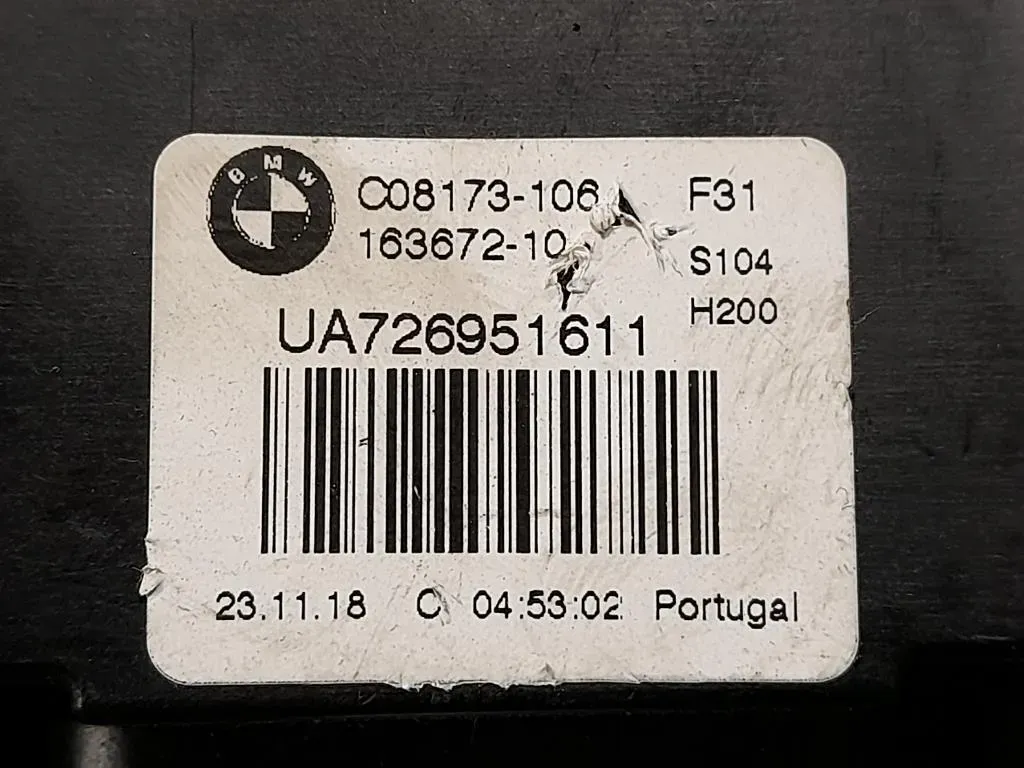 BMW
C08173-106 F31
163672-10
S104
H200
UA726951611
23.11.18 C 04:53:02 Portugal